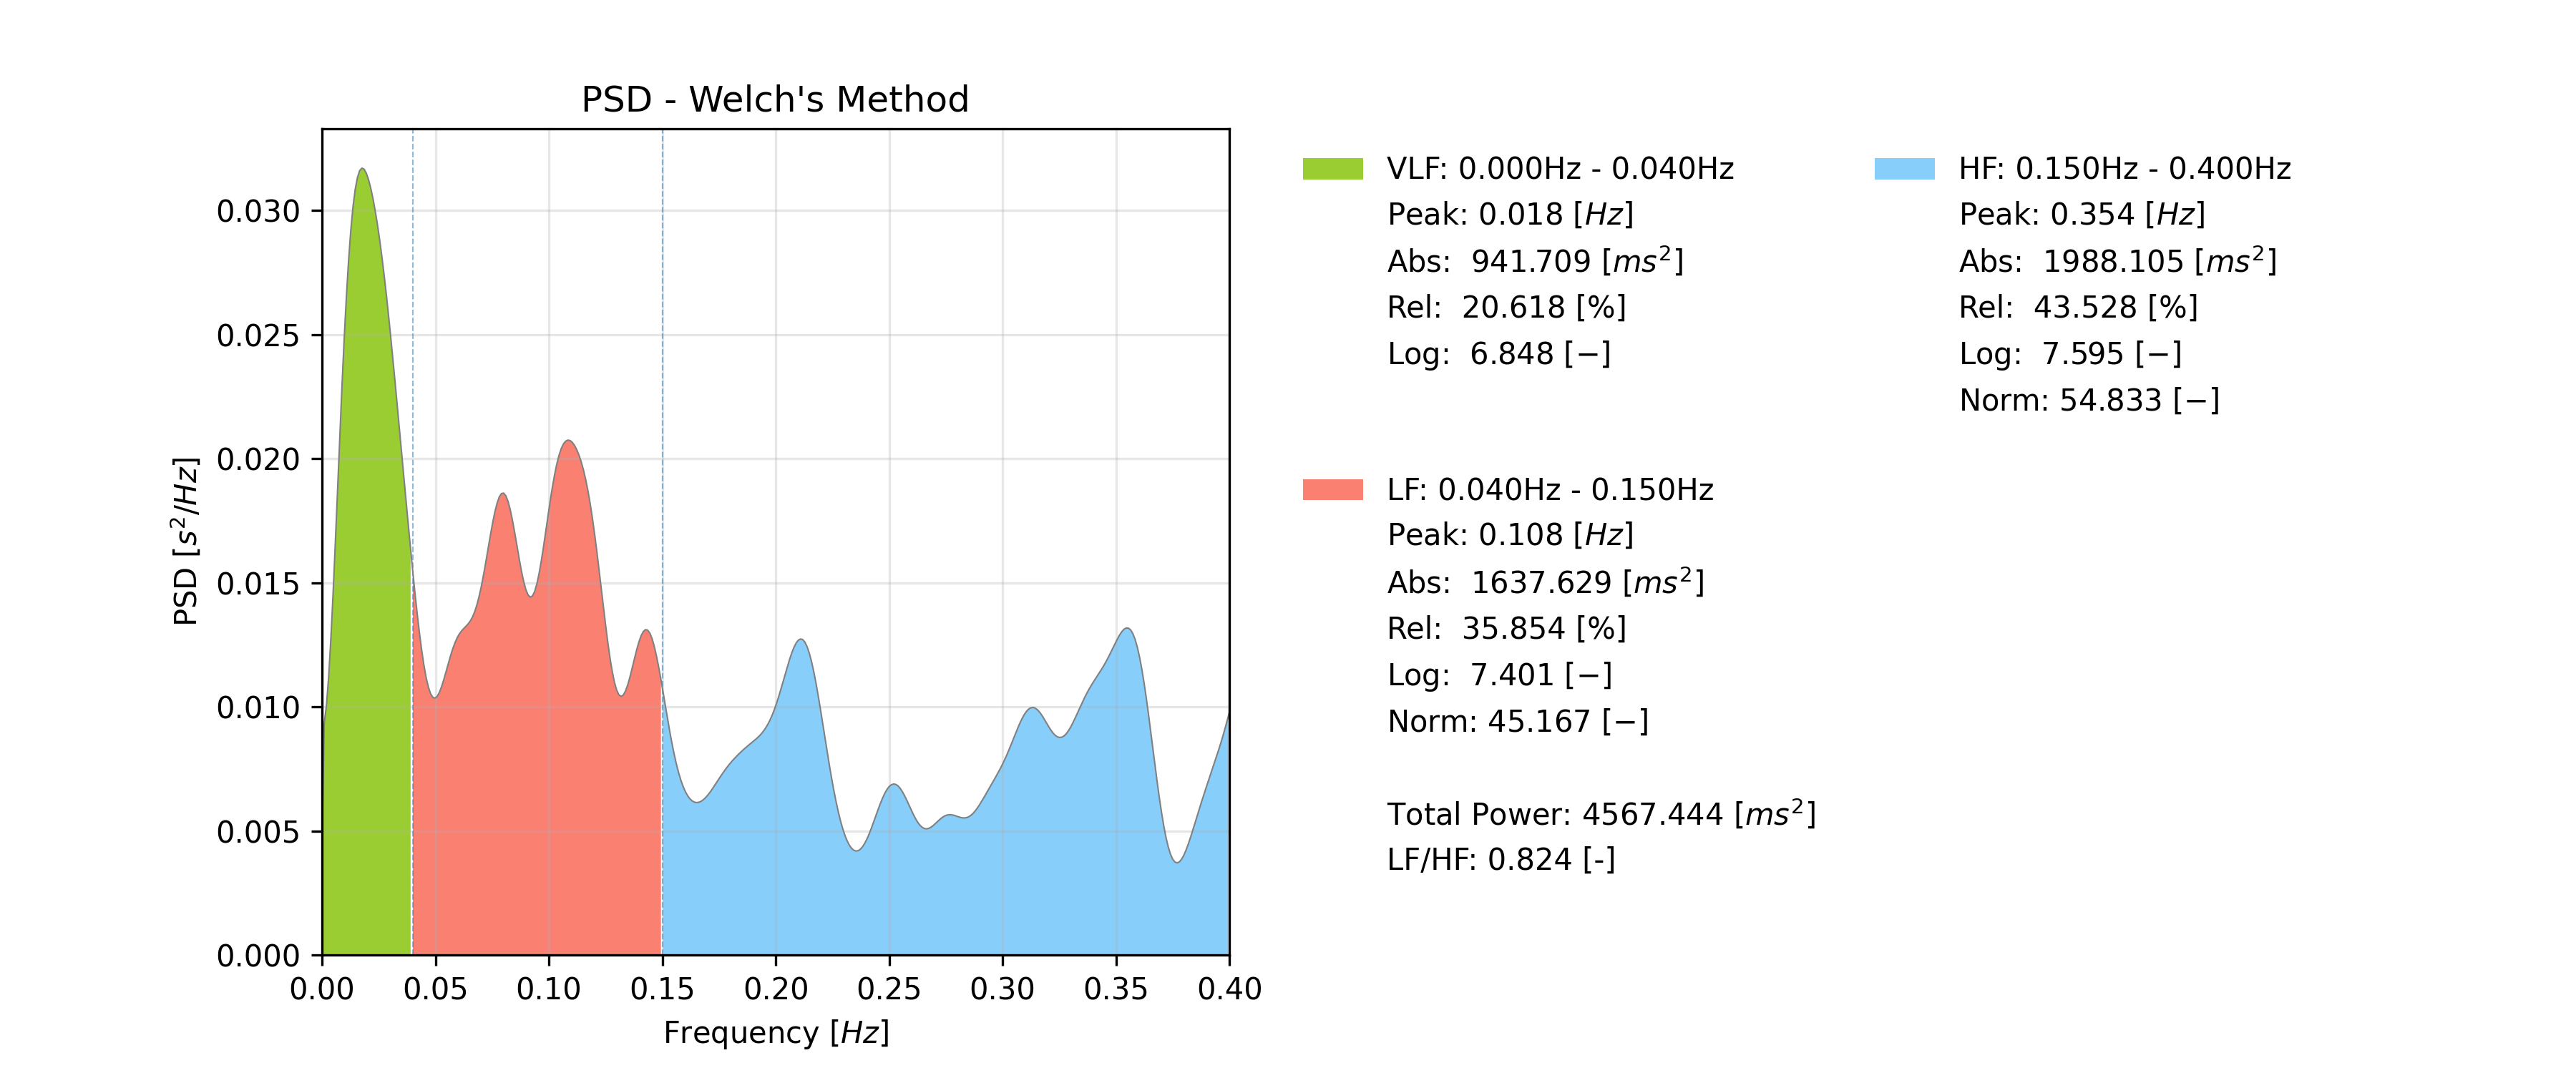 PSD - Welch's Method
PSD [s²/Hz]
0.030
0.025
0.020
0.015
0.010
0.005
0.000
0.00 0.05 0.10 0.15 0.20 0.25 0.30 0.35 0.40
Frequency [Hz]
VLF: 0.000Hz - 0.040Hz
Peak: 0.018 [Hz]
Abs: 941.709 [ms²]
Rel: 20.618 [%]
Log: 6.848 [−]
LF: 0.040Hz - 0.150Hz
Peak: 0.108 [Hz]
Abs: 1637.629 [ms²]
Rel: 35.854 [%]
Log: 7.401 [−]
Norm: 45.167 [−]
Total Power: 4567.444 [ms²]
LF/HF: 0.824 [-]
HF: 0.150Hz - 0.400Hz
Peak: 0.354 [Hz]
Abs: 1988.105 [ms²]
Rel: 43.528 [%]
Log: 7.595 [−]
Norm: 54.833 [−]